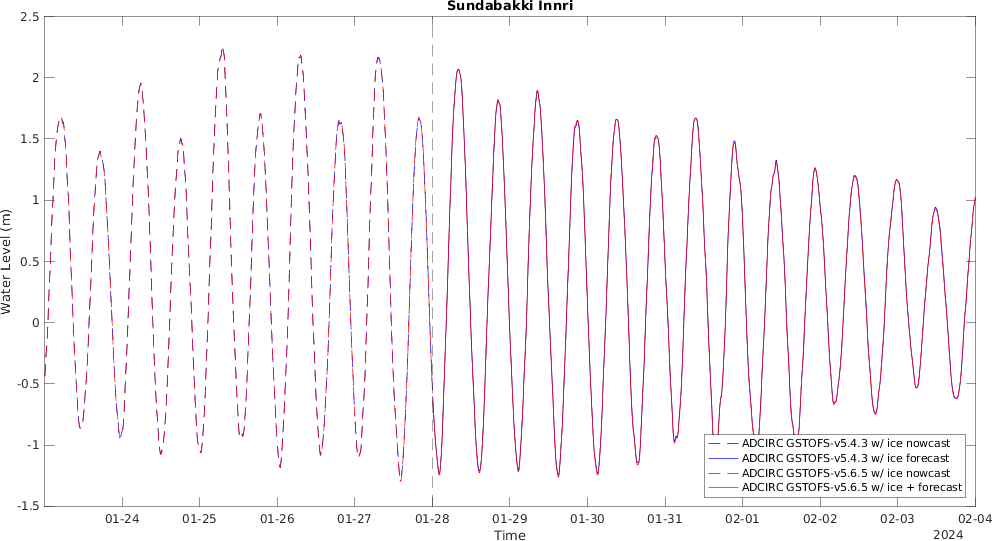 Sundabakki Innri
2.5
2
1.5
1
0.5
0
-0.5
-1
-1.5
Water Level (m)
ADCIRC GSTOFS-v5.4.3 w/ ice nowcast
ADCIRC GSTOFS-v5.4.3 w/ ice forecast
ADCIRC GSTOFS-v5.6.5 w/ ice nowcast
ADCIRC GSTOFS-v5.6.5 w/ ice + forecast
01-24 01-25 01-26 01-27 01-28 01-29 01-30 01-31 02-01 02-02 02-03 02-04
Time
2024